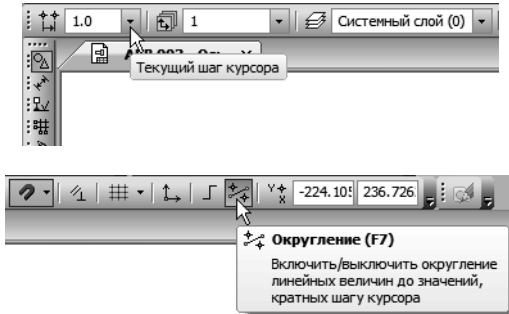 1.0 1 Системный слой (0)
Текущий шаг курсора
Y X -224.105 236.726
Округление (F7)
Включить/выключить округление
линейных величин до значений,
кратных шагу курсора